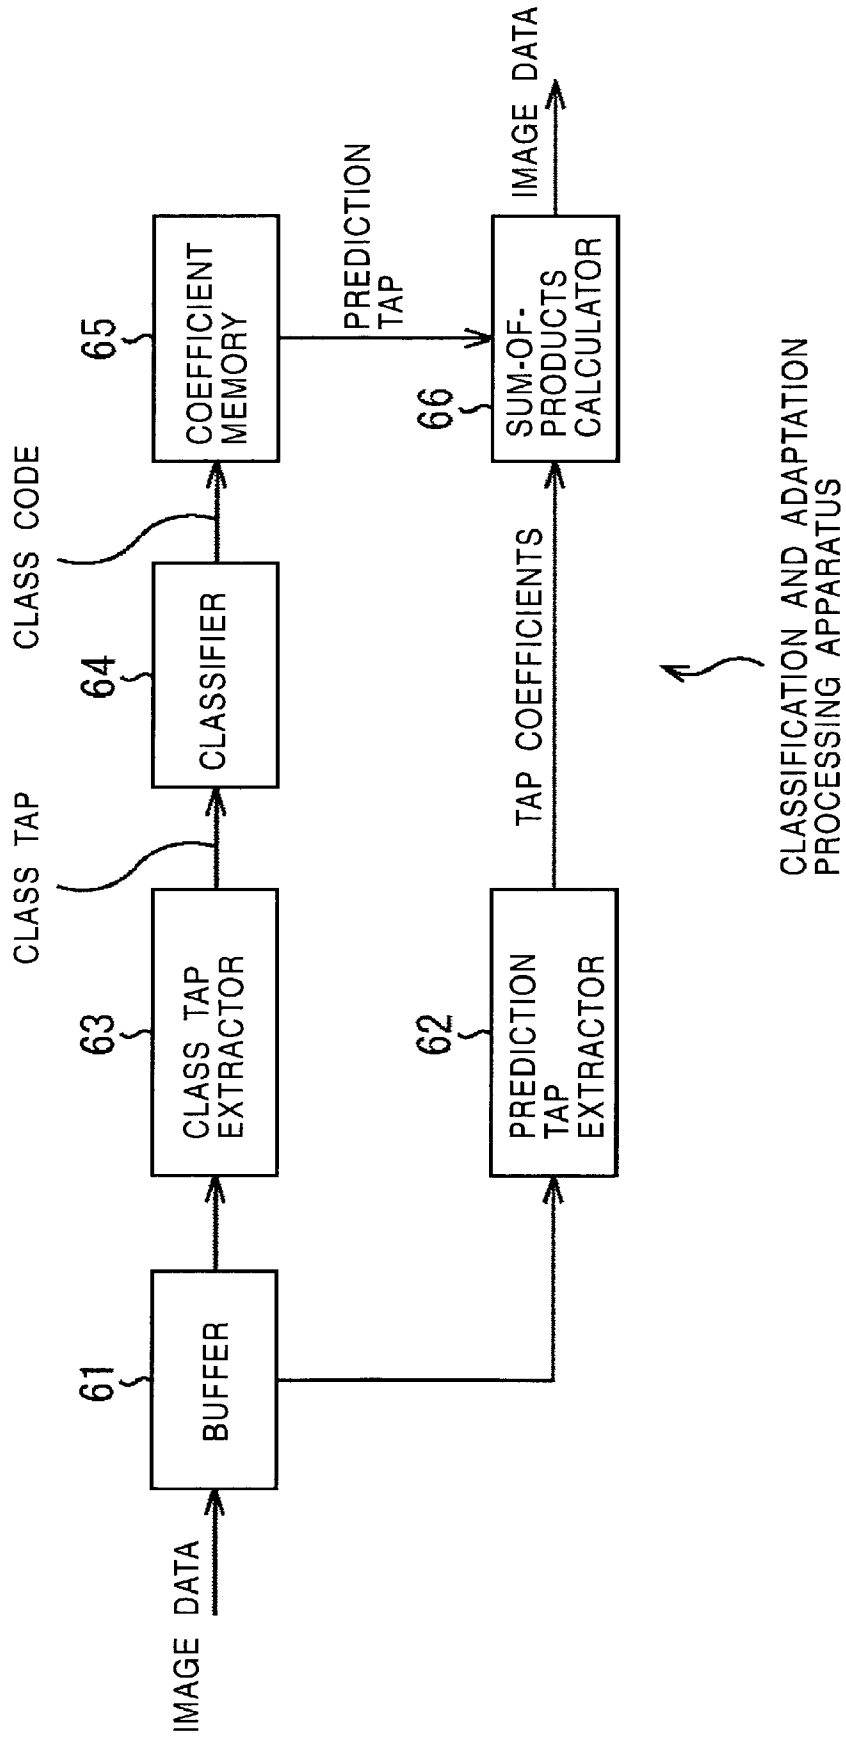 IMAGE DATA
61
BUFFER
63
CLASS TAP
EXTRACTOR
CLASS TAP
64
CLASSIFIER
CLASS CODE
65
COEFFICIENT
MEMORY
PREDICTION
TAP
62
PREDICTION
TAP
EXTRACTOR
TAP COEFFICIENTS
66
SUM-OF-
PRODUCTS
CALCULATOR
IMAGE DATA
CLASSIFICATION AND ADAPTATION
PROCESSING APPARATUS